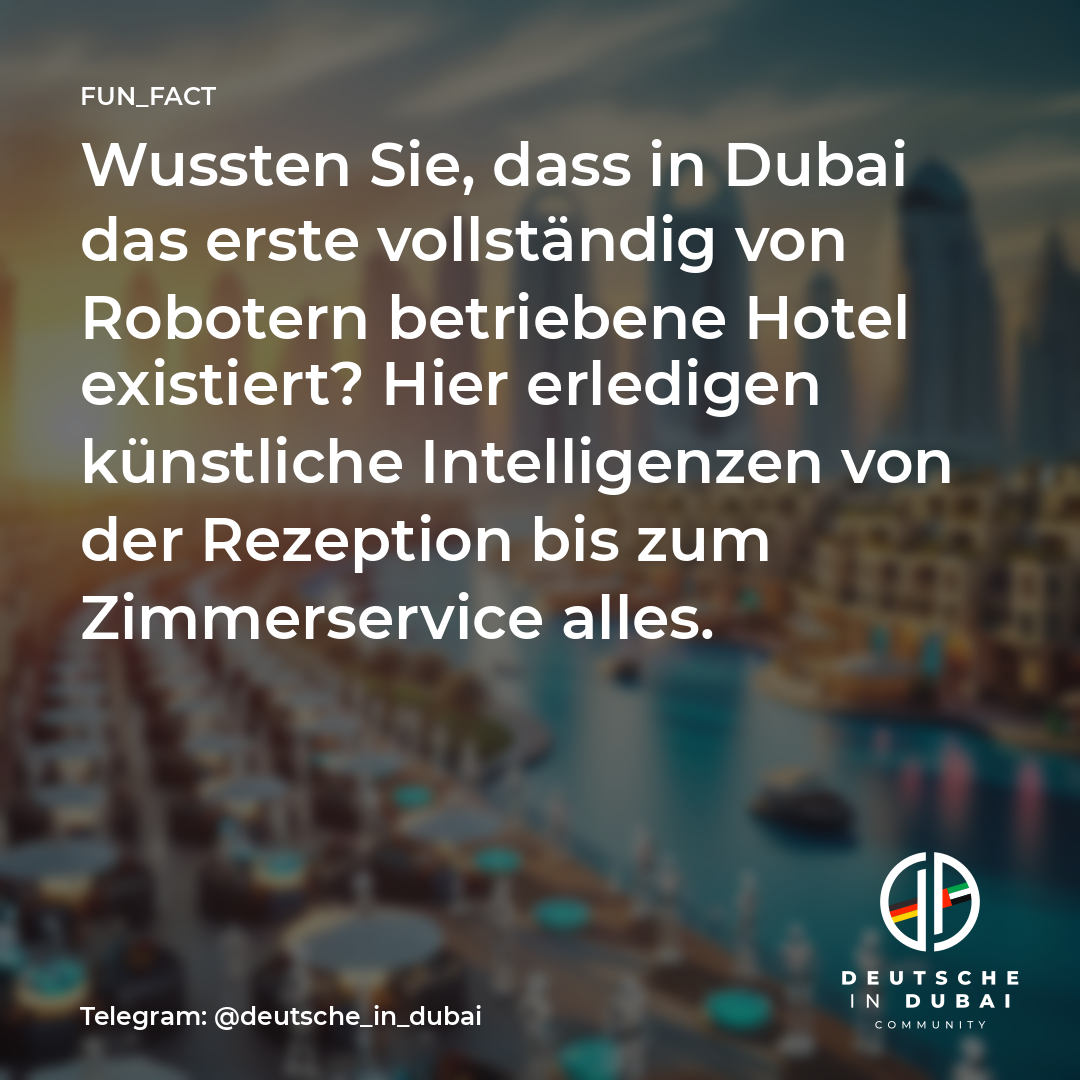 FUN_FACT
Wussten Sie, dass in Dubai
das erste vollständig von
Robotern betriebene Hotel
existiert? Hier erledigen
künstliche Intelligenzen von
der Rezeption bis zum
Zimmerservice alles.
DEUTSCHE
IN DUBAI
COMMUNITY
Telegram: @deutsche_in_dubai